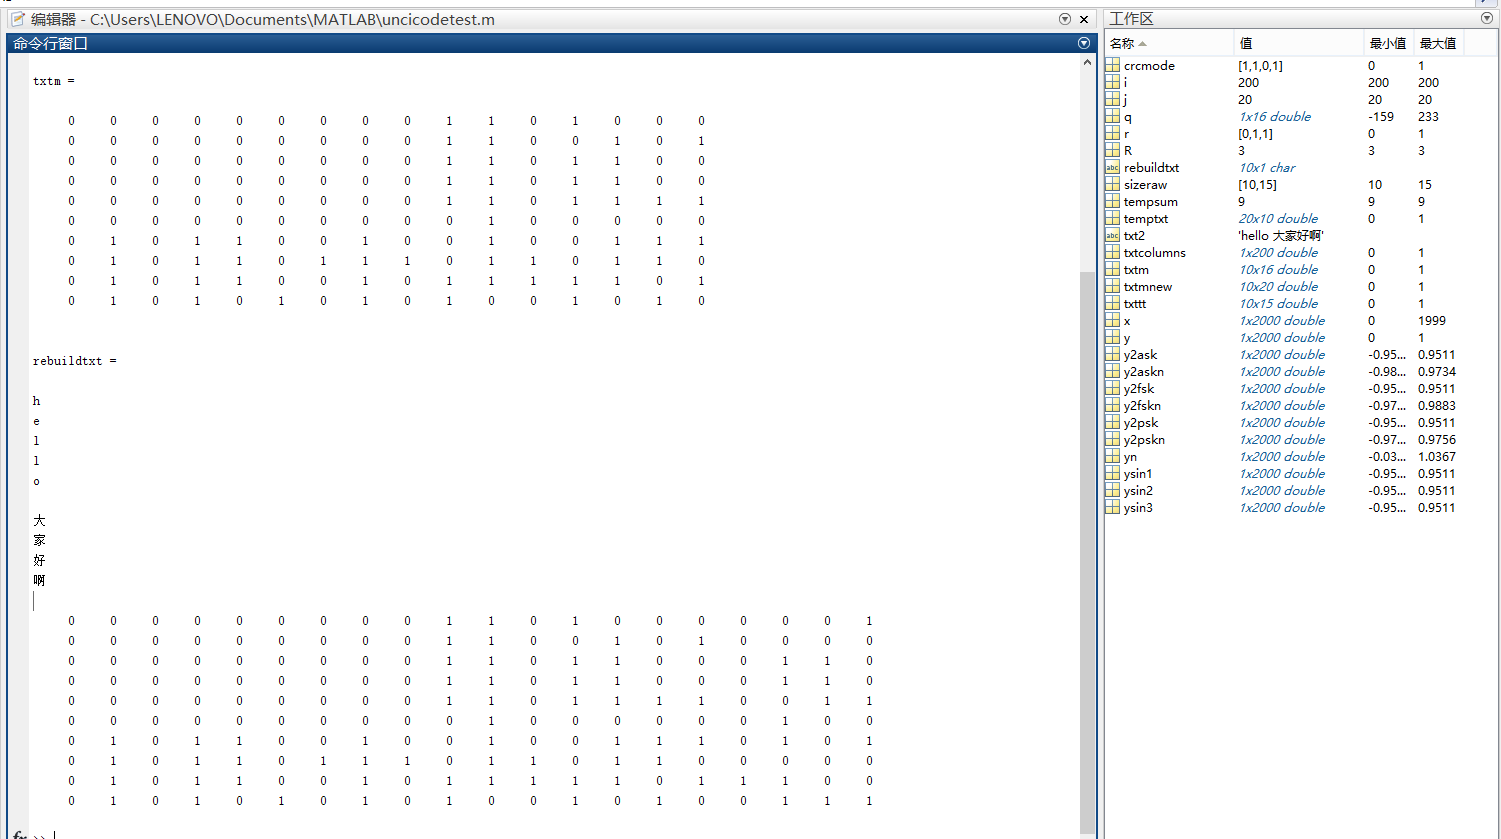 编辑器 - C:\Users\LENOVO\Documents\MATLAB\uncicodetest.m
命令行窗口
txtm =
0 0 0 0 0 0 0 0 0 1 1 0 1 0 0 0
0 0 0 0 0 0 0 0 0 1 1 0 0 1 0 1
0 0 0 0 0 0 0 0 0 1 1 0 1 1 0 0
0 0 0 0 0 0 0 0 0 1 1 0 1 1 0 0
0 0 0 0 0 0 0 0 0 1 1 0 1 1 1 1
0 0 0 0 0 0 0 0 0 0 1 0 0 0 0 0
0 1 0 1 1 0 0 1 0 0 1 0 0 1 1 1
0 1 0 1 1 0 1 1 1 0 1 1 0 1 1 0
0 1 0 1 1 0 0 1 0 1 1 1 1 1 0 1
0 1 0 1 0 1 0 1 0 1 0 0 1 0 1 0
rebuildtxt =
h
e
l
l
o
大
家
好
啊
0 0 0 0 0 0 0 0 0 1 1 0 1 0 0 0 0 0 0 1
0 0 0 0 0 0 0 0 0 1 1 0 0 1 0 1 0 0 0 0
0 0 0 0 0 0 0 0 0 1 1 0 1 1 0 0 0 1 1 0
0 0 0 0 0 0 0 0 0 1 1 0 1 1 0 0 0 1 1 0
0 0 0 0 0 0 0 0 0 1 1 0 1 1 1 1 0 0 1 1
0 0 0 0 0 0 0 0 0 0 1 0 0 0 0 0 0 1 0 0
0 1 0 1 1 0 0 1 0 0 1 0 0 1 1 1 0 1 0 1
0 1 0 1 1 0 1 1 1 0 1 1 0 1 1 0 0 0 0 0
0 1 0 1 1 0 0 1 0 1 1 1 1 1 0 1 1 1 0 0
0 1 0 1 0 1 0 1 0 1 0 0 1 0 1 0 0 1 1 1
fx >>
工作区
名称 值 最小值 最大值
crcmode [1,1,0,1] 0 1
i 200 200 200
j 20 20 20
q 1x16 double -159 233
r [0,1,1] 0 1
R 3 3 3
rebuildtxt 10x1 char
sizeraw [10,15] 10 15
tempsum 9 9 9
temptxt 20x10 double 0 1
txt2 'hello 大家好啊'
txtcolumns 1x200 double 0 1
txtm 10x16 double 0 1
txtmnew 10x20 double 0 1
txttt 10x15 double 0 1
x 1x2000 double 0 1999
y 1x2000 double 0 1
y2ask 1x2000 double -0.95... 0.9511
y2askn 1x2000 double -0.98... 0.9734
y2fsk 1x2000 double -0.95... 0.9511
y2fskn 1x2000 double -0.97... 0.9883
y2psk 1x2000 double -0.95... 0.9511
y2pskn 1x2000 double -0.97... 0.9756
yn 1x2000 double -0.03... 1.0367
ysin1 1x2000 double -0.95... 0.9511
ysin2 1x2000 double -0.95... 0.9511
ysin3 1x2000 double -0.95... 0.9511